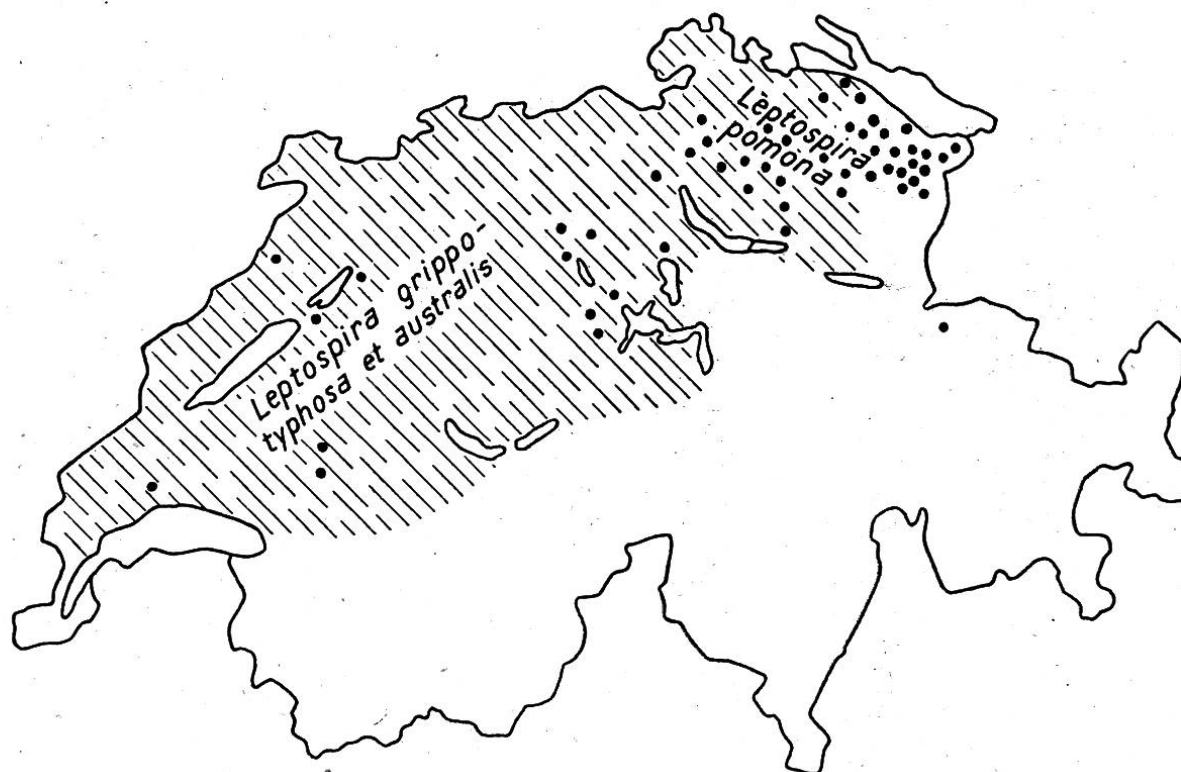 Leptospira
pomona
Leptospira grippo-
typhosa et australis